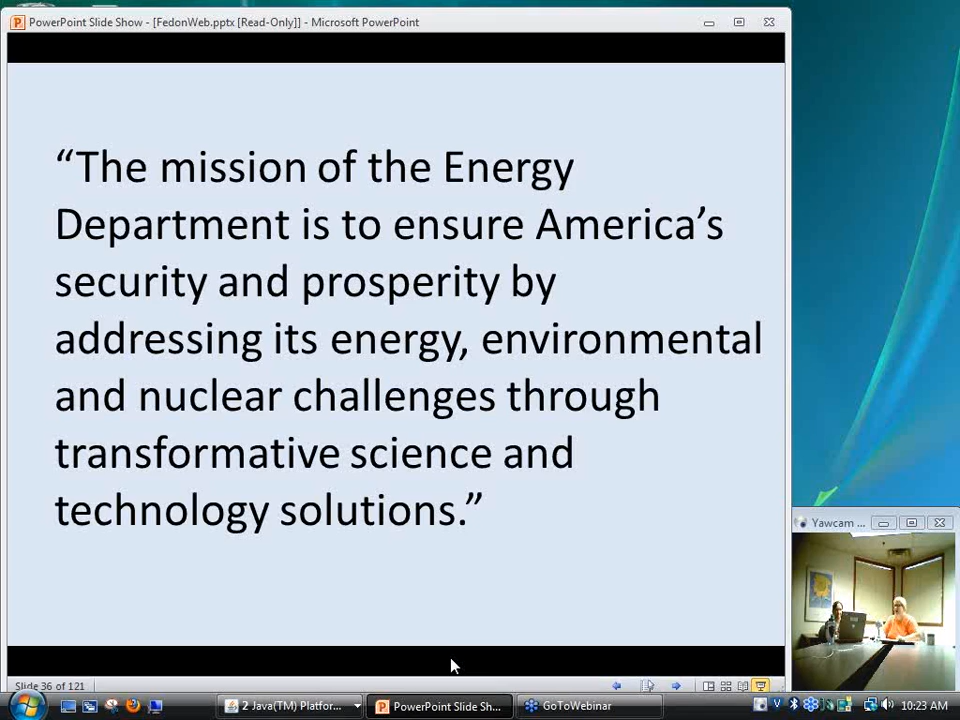 PowerPoint Slide Show - [FedonWeb.pptx [Read-Only]] - Microsoft PowerPoint
“The mission of the Energy
Department is to ensure America’s
security and prosperity by
addressing its energy, environmental
and nuclear challenges through
transformative science and
technology solutions.”
Yawcam ...
Slide 36 of 121
2 Java(TM) Platfor...
PowerPoint Slide Sh...
GoToWebinar
10:23 AM